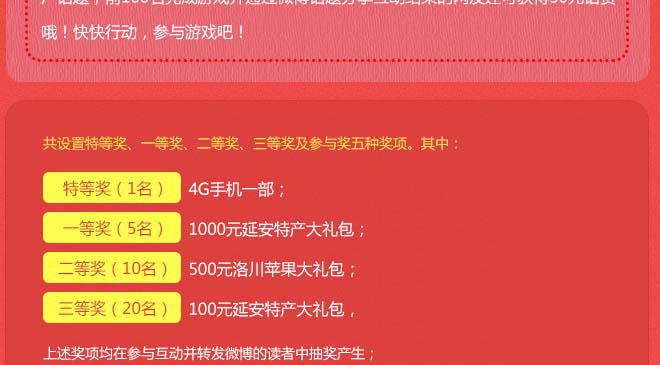 哦！快快行动，参与游戏吧！
共设置特等奖、一等奖、二等奖、三等奖及参与奖五种奖项。其中：
特等奖（1名） 4G手机一部；
一等奖（5名） 1000元延安特产大礼包；
二等奖（10名） 500元洛川苹果大礼包；
三等奖（20名） 100元延安特产大礼包，
上述奖项均在参与互动并转发微博的读者中抽奖产生；